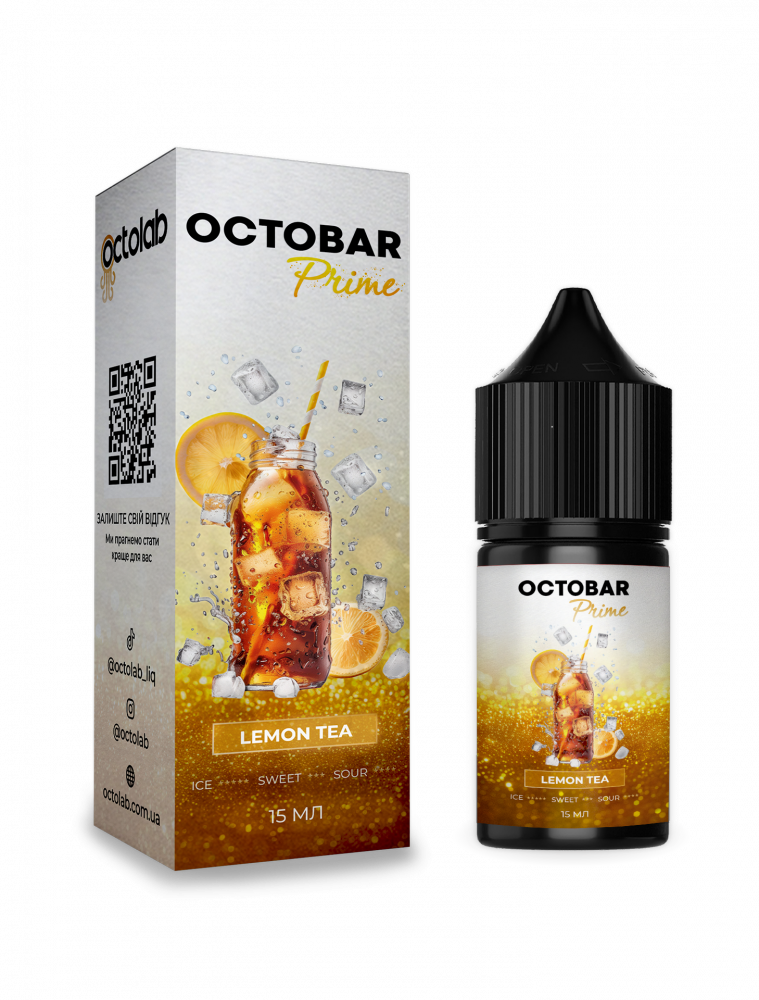 octolab
ЗАЛИШТЕ СВІЙ ВІДГУК
Ми прагнемо стати
краще для вас
@octolab_liq
@octolab
octolab.com.ua
OCTOBAR
Prime
LEMON TEA
ICE ***** SWEET *** SOUR ****
15 МЛ
OCTOBAR
Prime
LEMON TEA
ICE ***** SWEET *** SOUR ****
15 МЛ